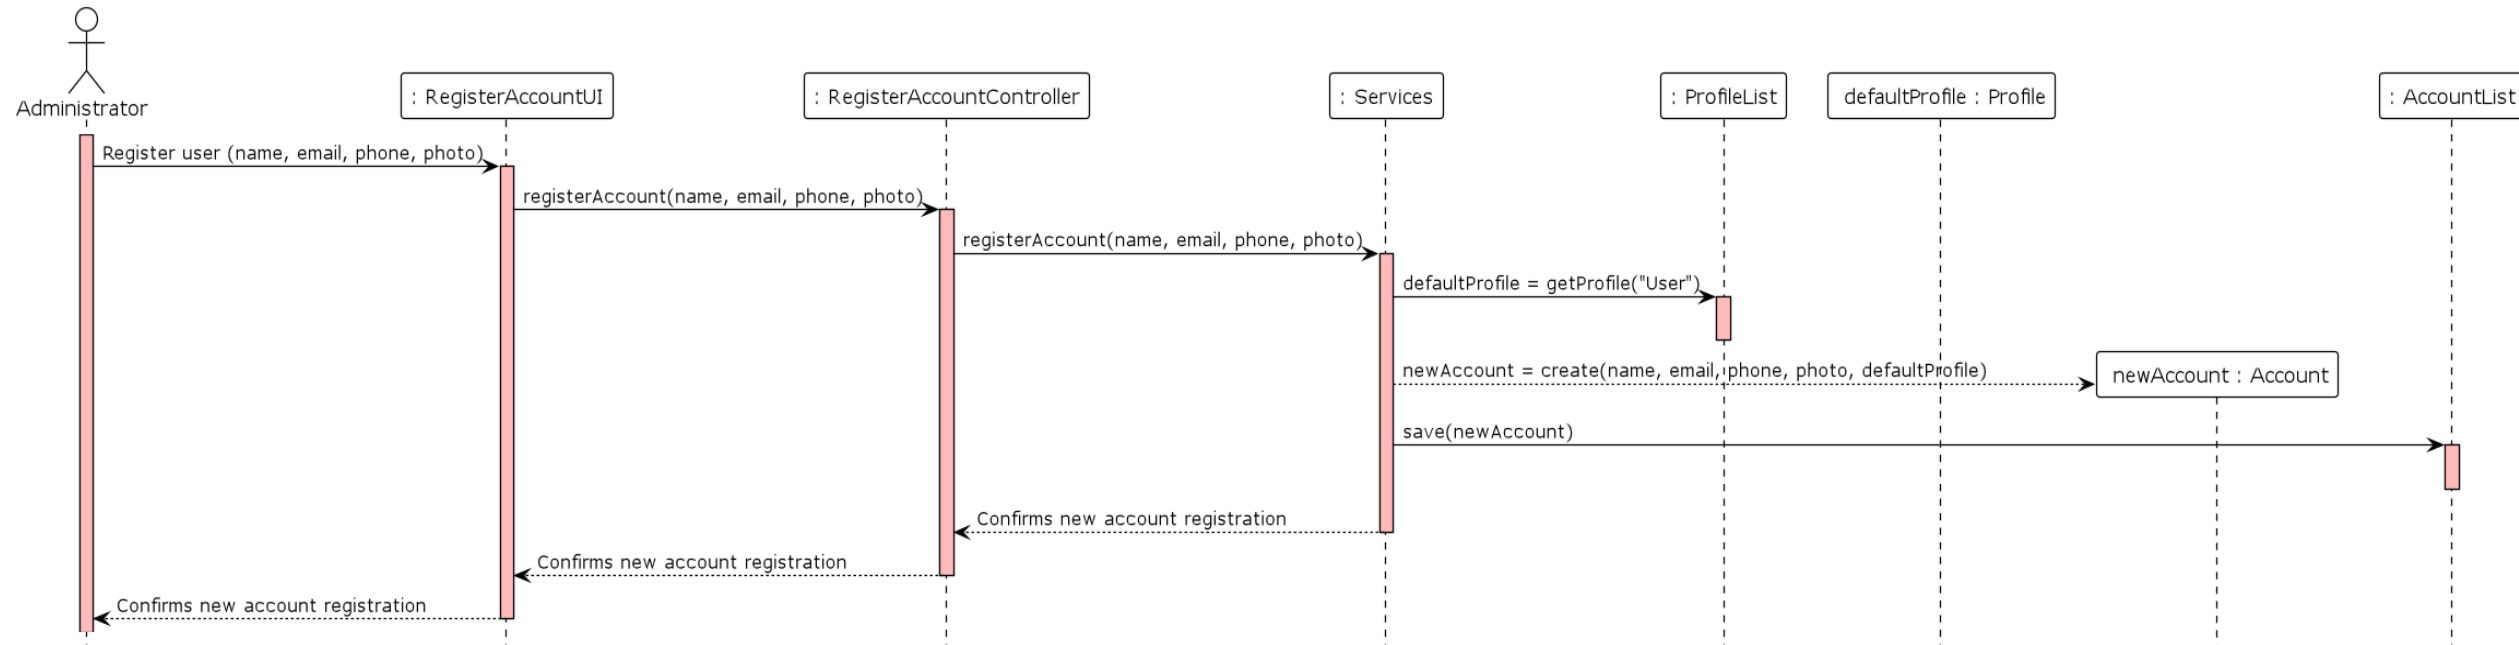 Administrator
: RegisterAccountUI
: RegisterAccountController
: Services
: ProfileList
defaultProfile : Profile
: AccountList
Register user (name, email, phone, photo)
registerAccount(name, email, phone, photo)
registerAccount(name, email, phone, photo)
defaultProfile = getProfile("User")
newAccount = create(name, email, phone, photo, defaultProfile)
newAccount : Account
save(newAccount)
Confirms new account registration
Confirms new account registration
Confirms new account registration